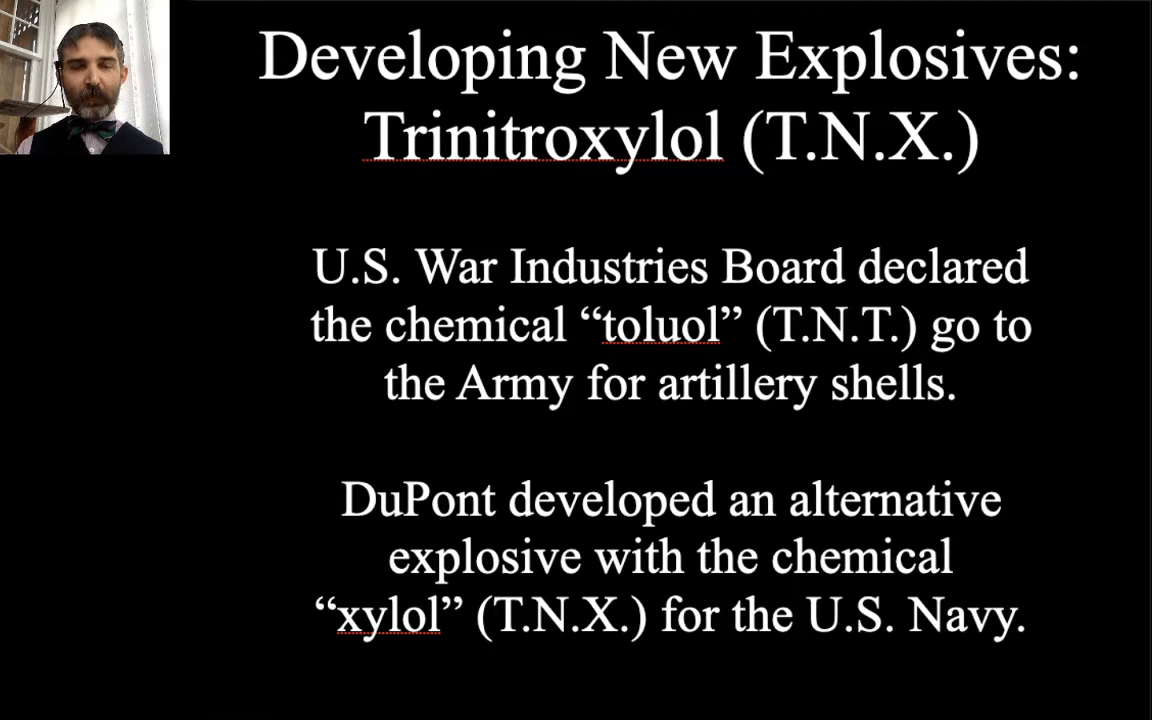 Developing New Explosives:
Trinitroxylol (T.N.X.)
U.S. War Industries Board declared
the chemical “toluol” (T.N.T.) go to
the Army for artillery shells.
DuPont developed an alternative
explosive with the chemical
“xylol” (T.N.X.) for the U.S. Navy.